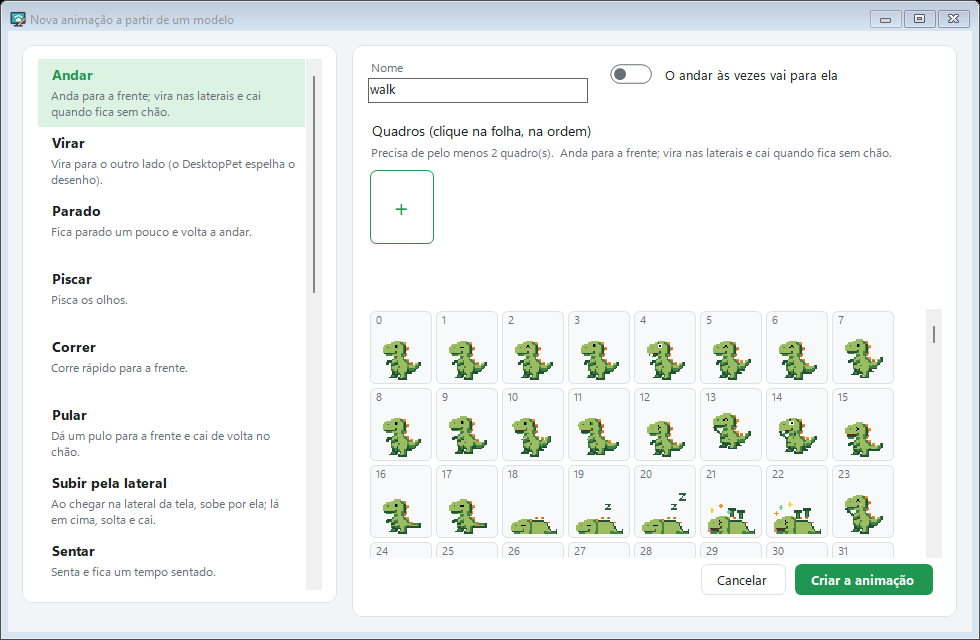 Nova animação a partir de um modelo
Andar
Anda para a frente; vira nas laterais e cai
quando fica sem chão.
Virar
Vira para o outro lado (o DesktopPet espelha o
desenho).
Parado
Fica parado um pouco e volta a andar.
Piscar
Pisca os olhos.
Correr
Corre rápido para a frente.
Pular
Dá um pulo para a frente e cai de volta no
chão.
Subir pela lateral
Ao chegar na lateral da tela, sobe por ela; lá
em cima, solta e cai.
Sentar
Senta e fica um tempo sentado.
Nome
walk
O andar às vezes vai para ela
Quadros (clique na folha, na ordem)
Precisa de pelo menos 2 quadro(s).  Anda para a frente; vira nas laterais e cai quando fica sem chão.
+
0 1 2 3 4 5 6 7
8 9 10 11 12 13 14 15
16 17 18 19 20 21 22 23
z z z
24 25 26 27 28 29 30 31
Cancelar
Criar a animação